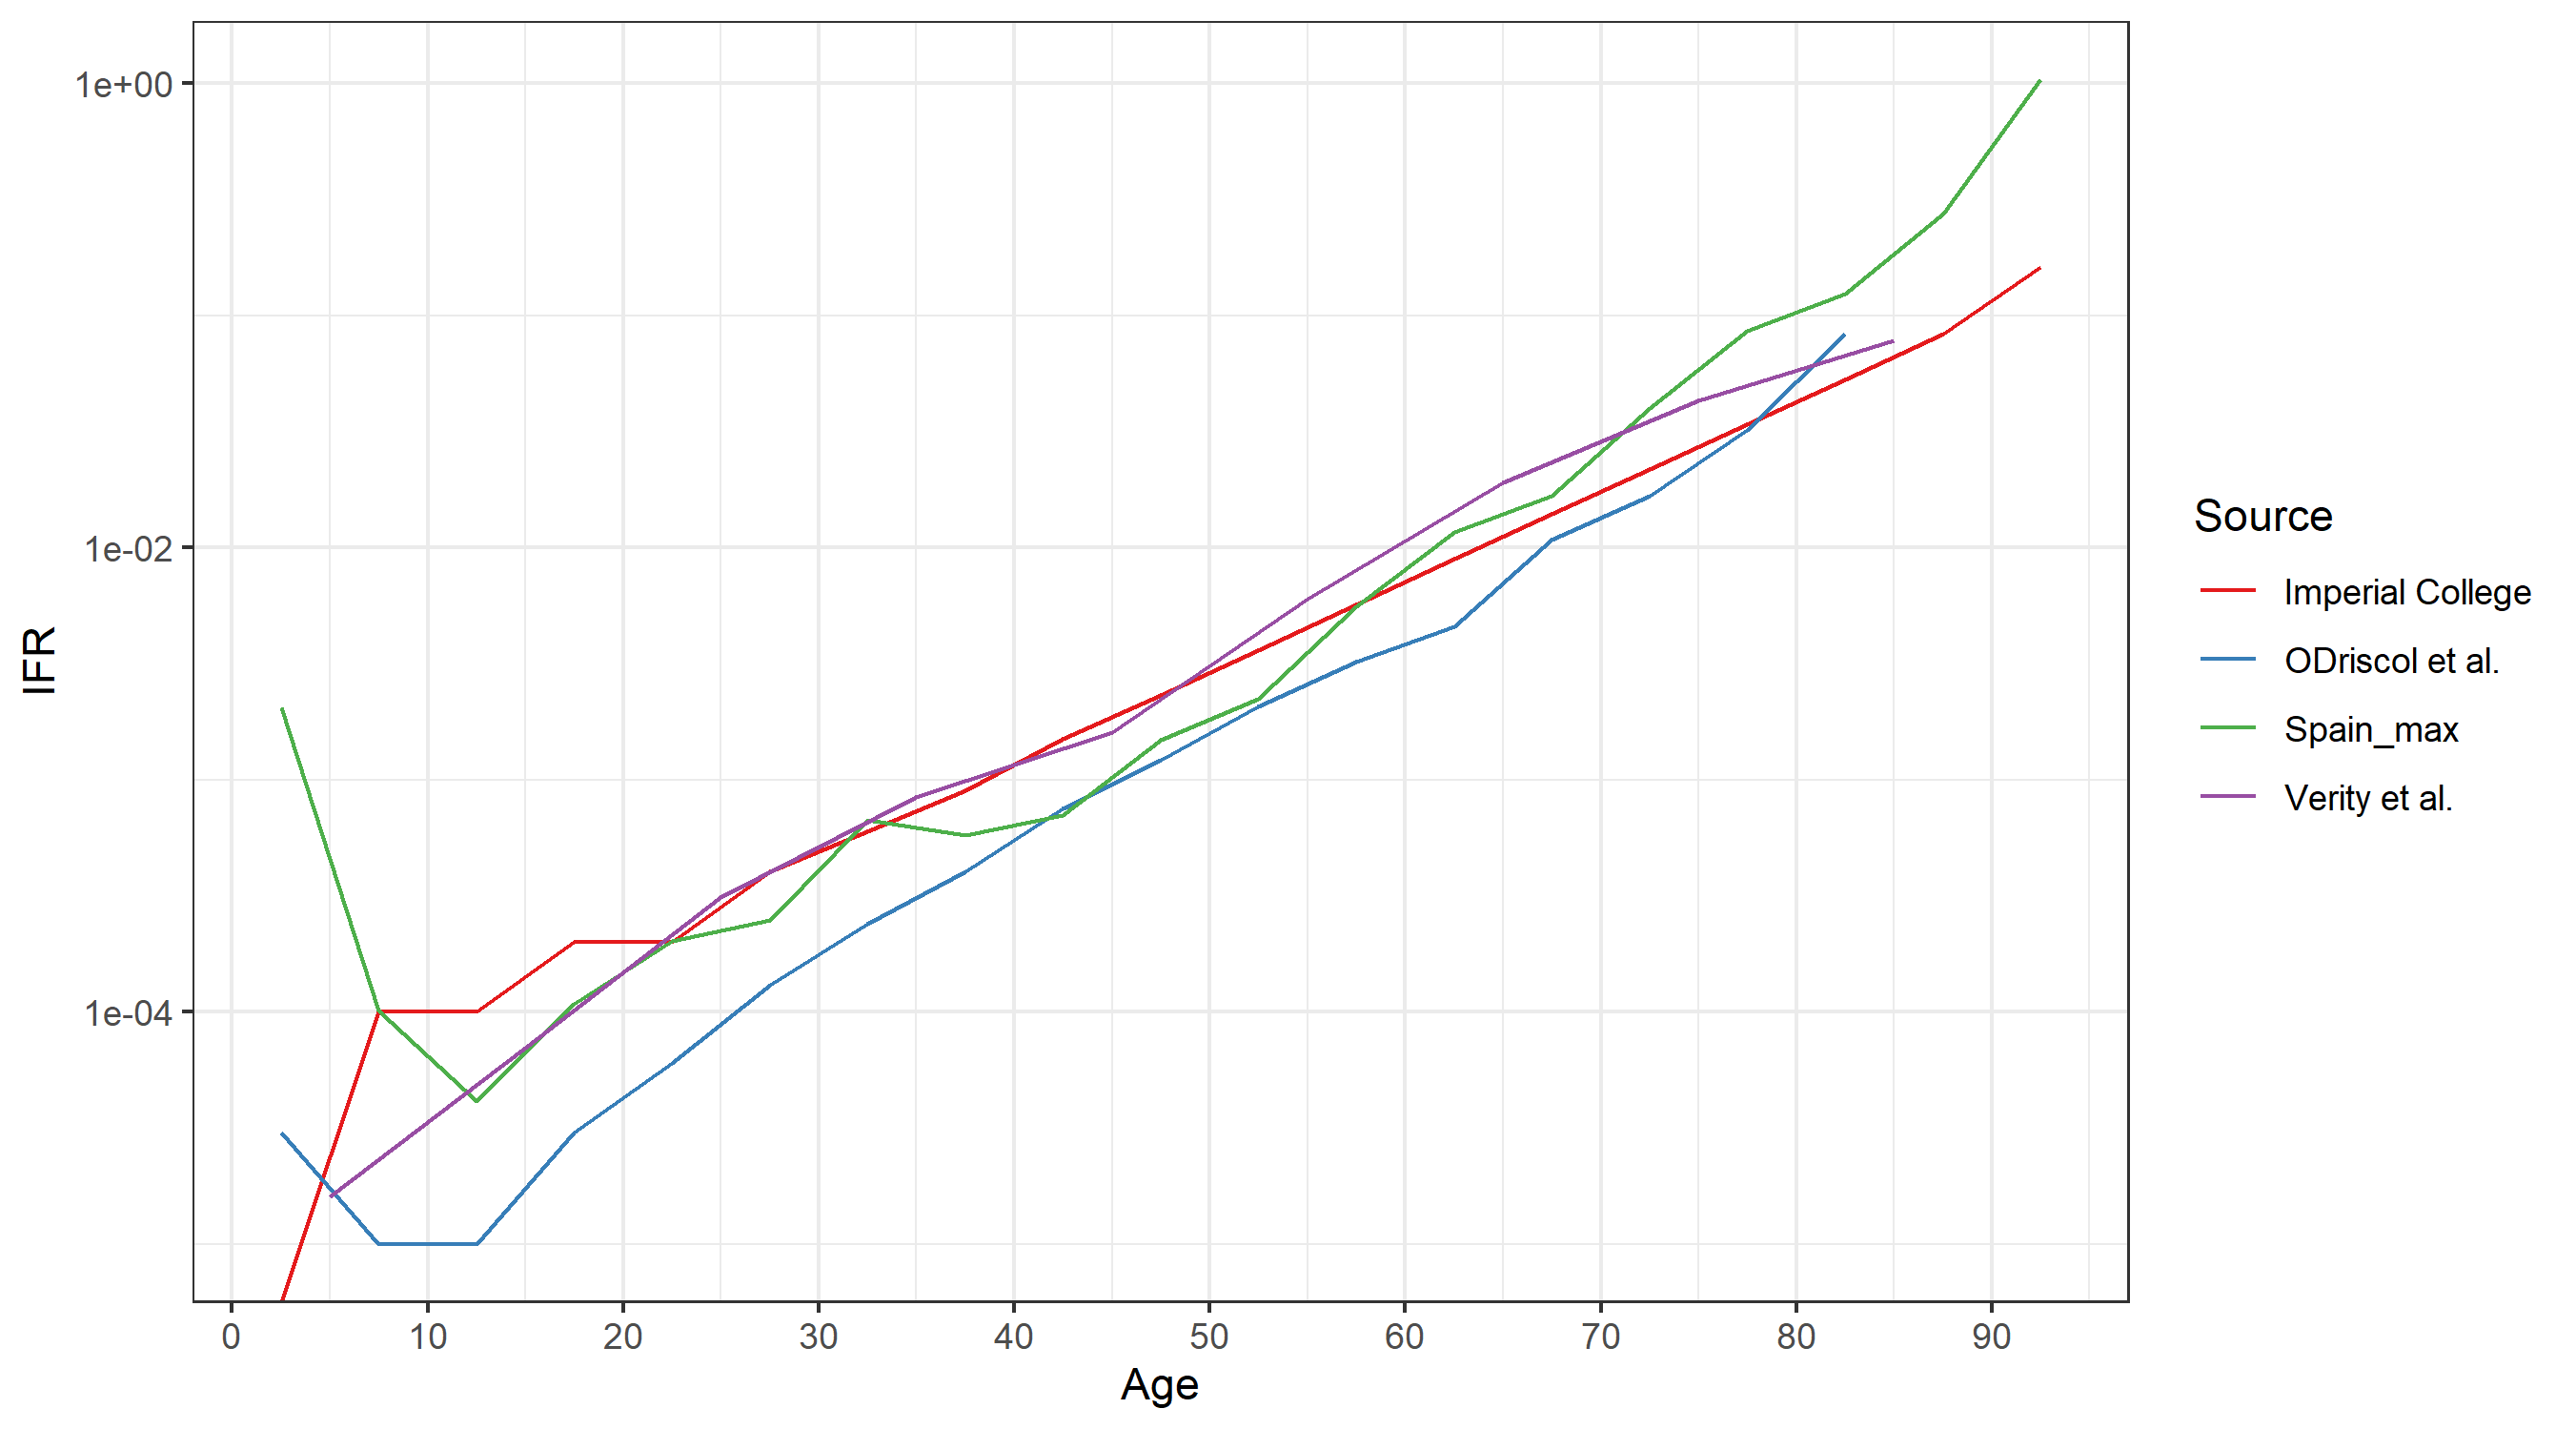 1e+00
1e-02
1e-04
IFR
0 10 20 30 40 50 60 70 80 90
Age
Source
Imperial College
ODriscol et al.
Spain_max
Verity et al.